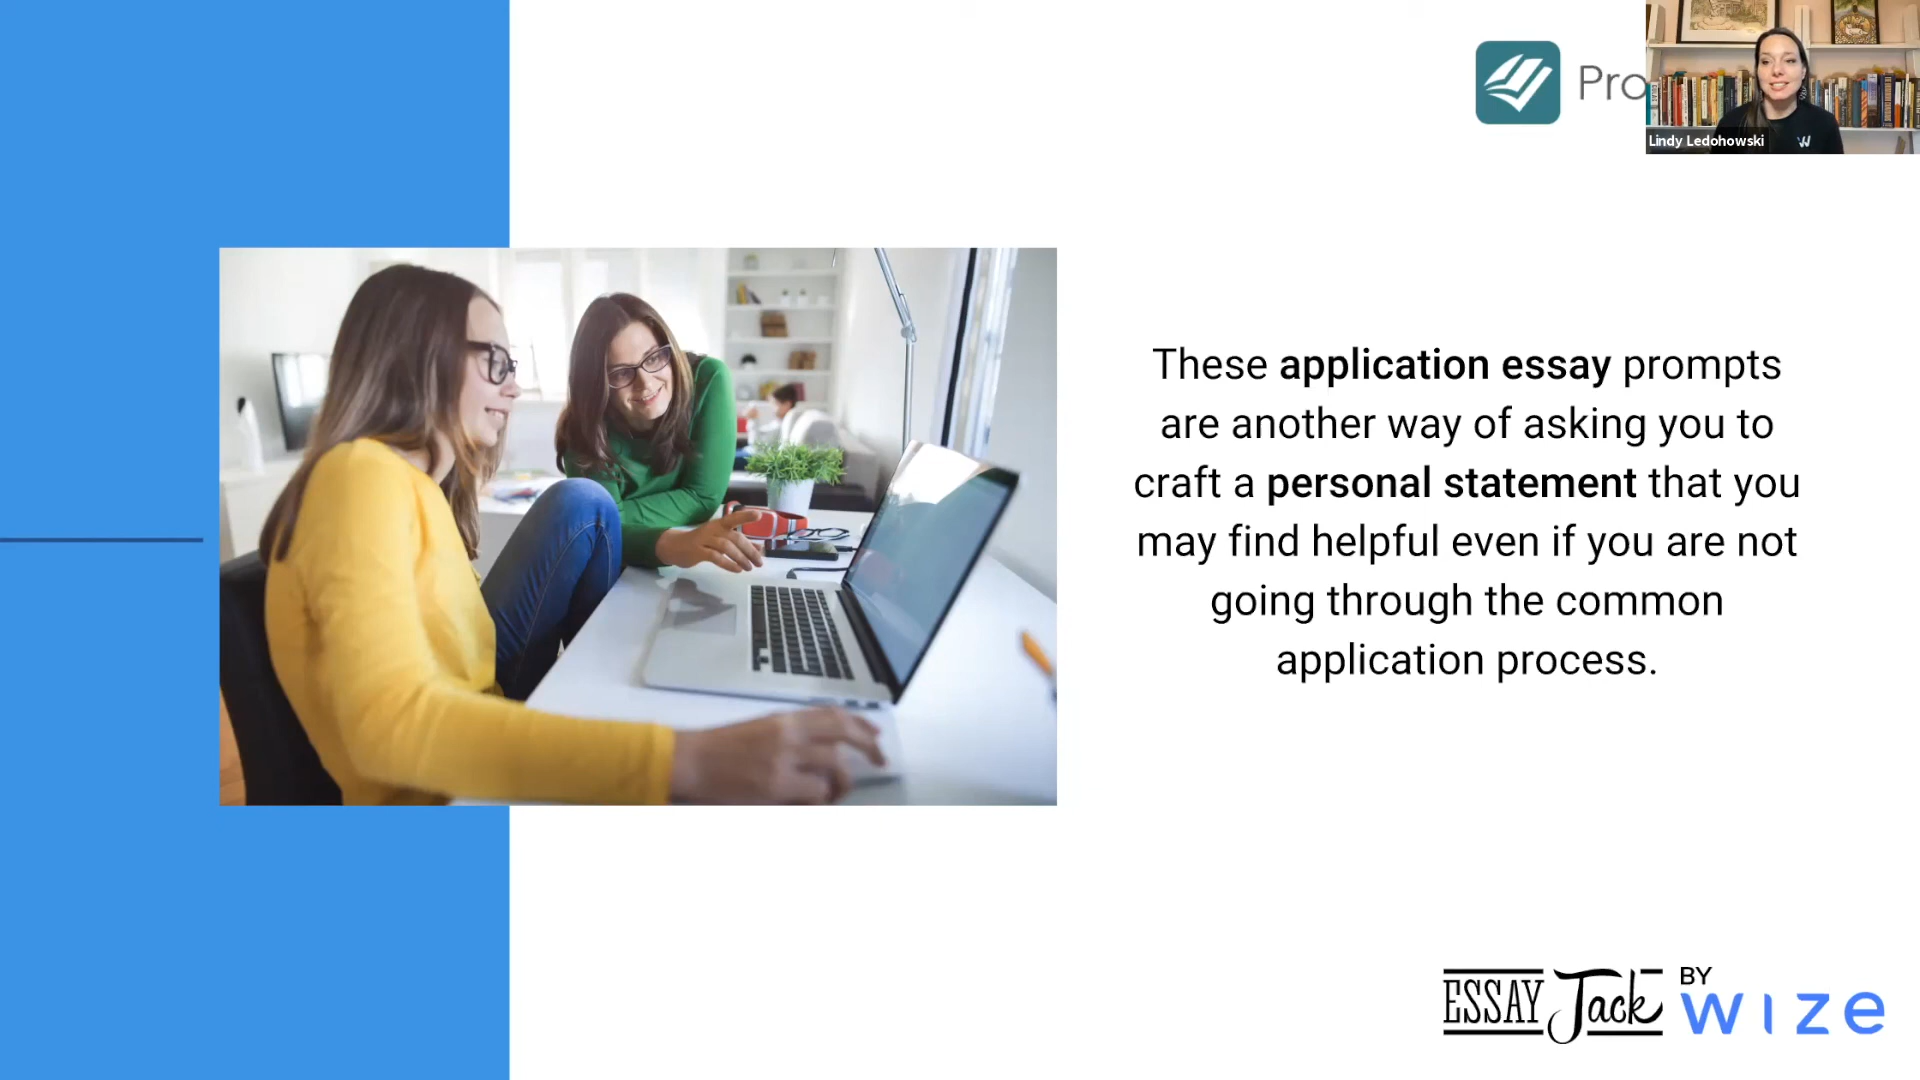 Lindy Ledohowski
These application essay prompts
are another way of asking you to
craft a personal statement that you
may find helpful even if you are not
going through the common
application process.
ESSAY Jack BY
wize